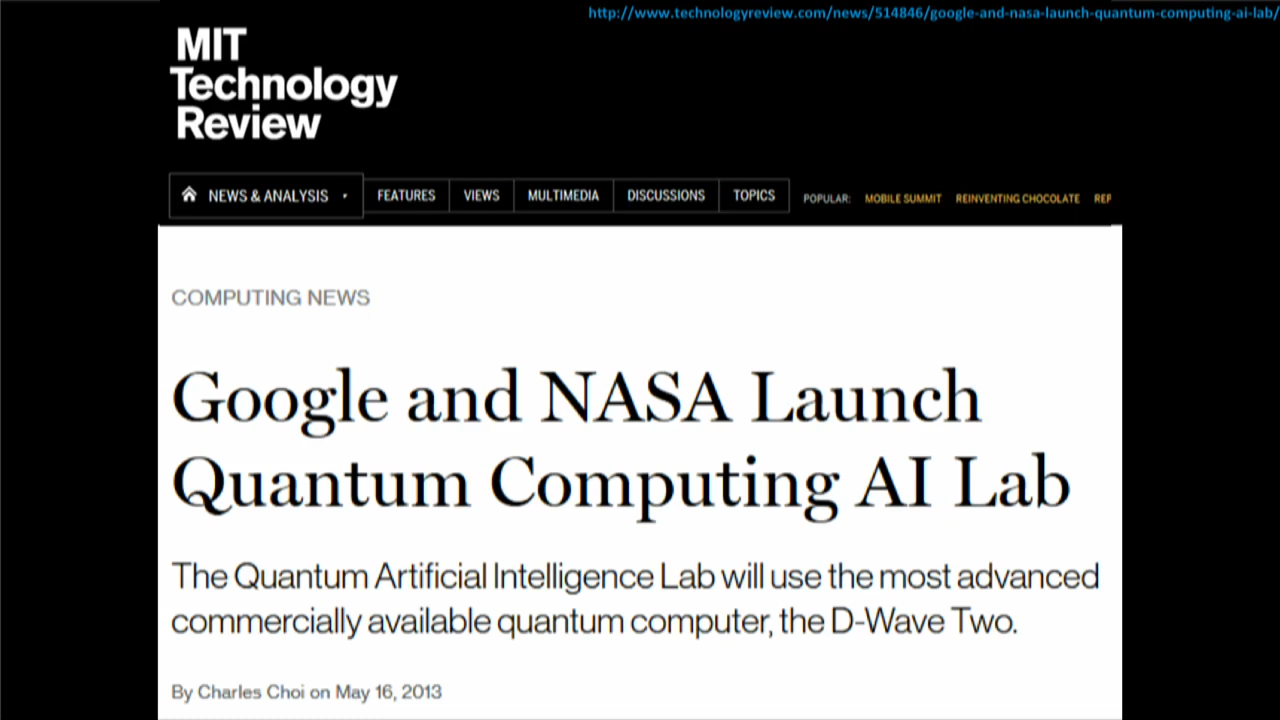 http://www.technologyreview.com/news/514846/google-and-nasa-launch-quantum-computing-ai-lab/
MIT
Technology
Review
NEWS & ANALYSIS FEATURES VIEWS MULTIMEDIA DISCUSSIONS TOPICS POPULAR: MOBILE SUMMIT REINVENTING CHOCOLATE REP
COMPUTING NEWS
Google and NASA Launch
Quantum Computing AI Lab
The Quantum Artificial Intelligence Lab will use the most advanced
commercially available quantum computer, the D-Wave Two.
By Charles Choi on May 16, 2013